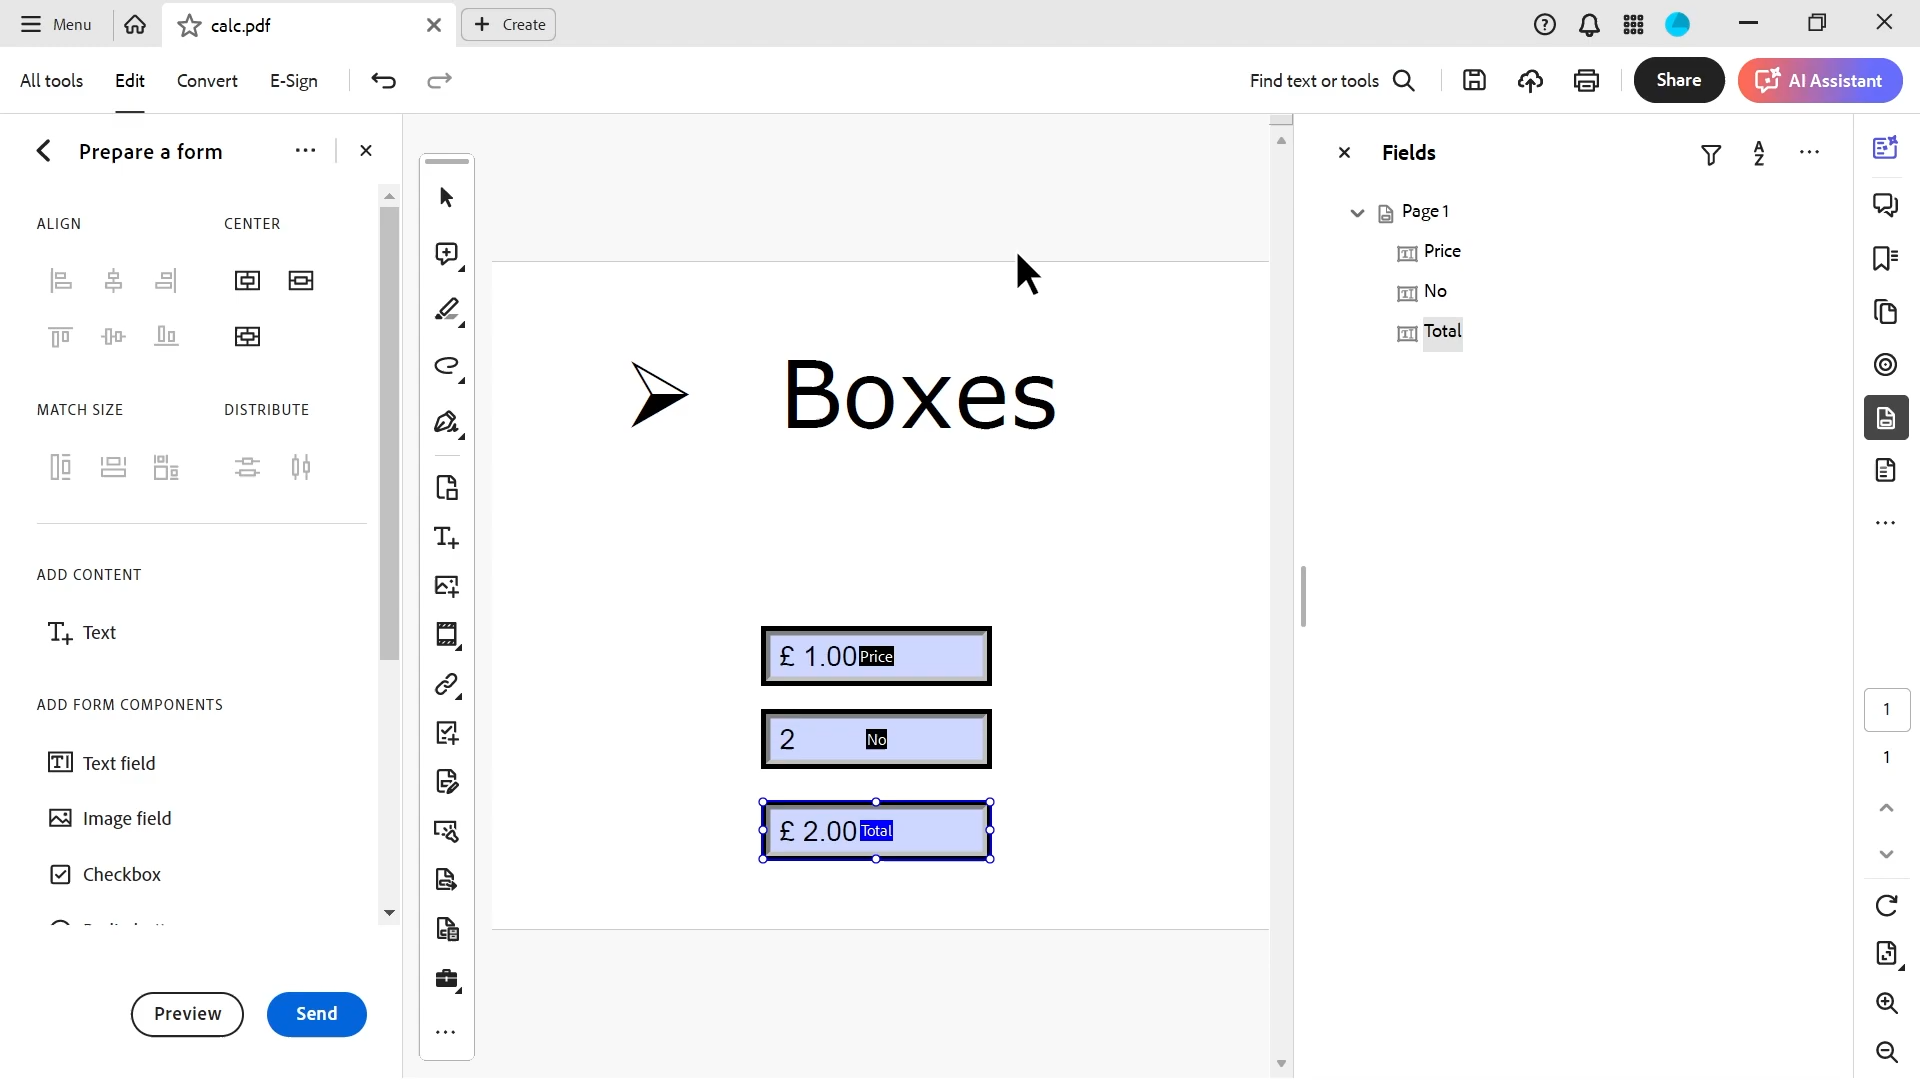 Menu
calc.pdf
Create
All tools
Edit
Convert
E-Sign
Find text or tools
Share
AI Assistant
Prepare a form
ALIGN
CENTER
MATCH SIZE
DISTRIBUTE
ADD CONTENT
Text
ADD FORM COMPONENTS
Text field
Image field
Checkbox
Preview
Send
Boxes
£ 1.00 Price
2 No
£ 2.00 Total
Fields
Page 1
Price
No
Total
1
1